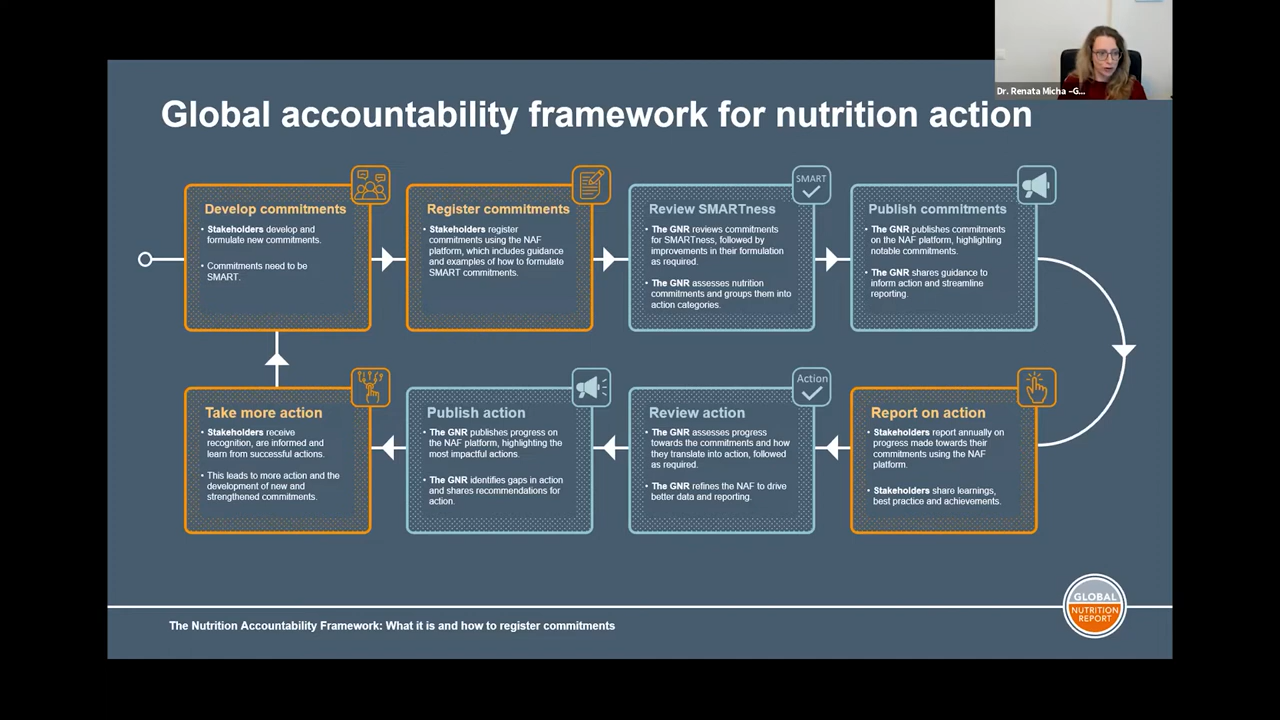 Dr. Renata Micha –G...
Global accountability framework for nutrition action
Develop commitments
• Stakeholders develop and
formulate new commitments.
• Commitments need to be
SMART.
Register commitments
• Stakeholders register
commitments using the NAF
platform, which includes guidance
and examples of how to formulate
SMART commitments.
SMART
Review SMARTness
• The GNR reviews commitments
for SMARTness, followed by
improvements in their formulation
as required.
• The GNR assesses nutrition
commitments and groups them into
action categories.
Publish commitments
• The GNR publishes commitments
on the NAF platform, highlighting
notable commitments.
• The GNR shares guidance to
inform action and streamline
reporting.
Take more action
• Stakeholders receive
recognition, are informed and
learn from successful actions.
• This leads to more action and the
development of new and
strengthened commitments.
Publish action
• The GNR publishes progress on
the NAF platform, highlighting the
most impactful actions.
• The GNR identifies gaps in action
and shares recommendations for
action.
Action
Review action
• The GNR assesses progress
towards the commitments and how
they translate into action, followed
as required.
• The GNR refines the NAF to drive
better data and reporting.
Report on action
• Stakeholders report annually on
progress made towards their
commitments using the NAF
platform.
• Stakeholders share learnings,
best practice and achievements.
The Nutrition Accountability Framework: What it is and how to register commitments
GLOBAL
NUTRITION
REPORT